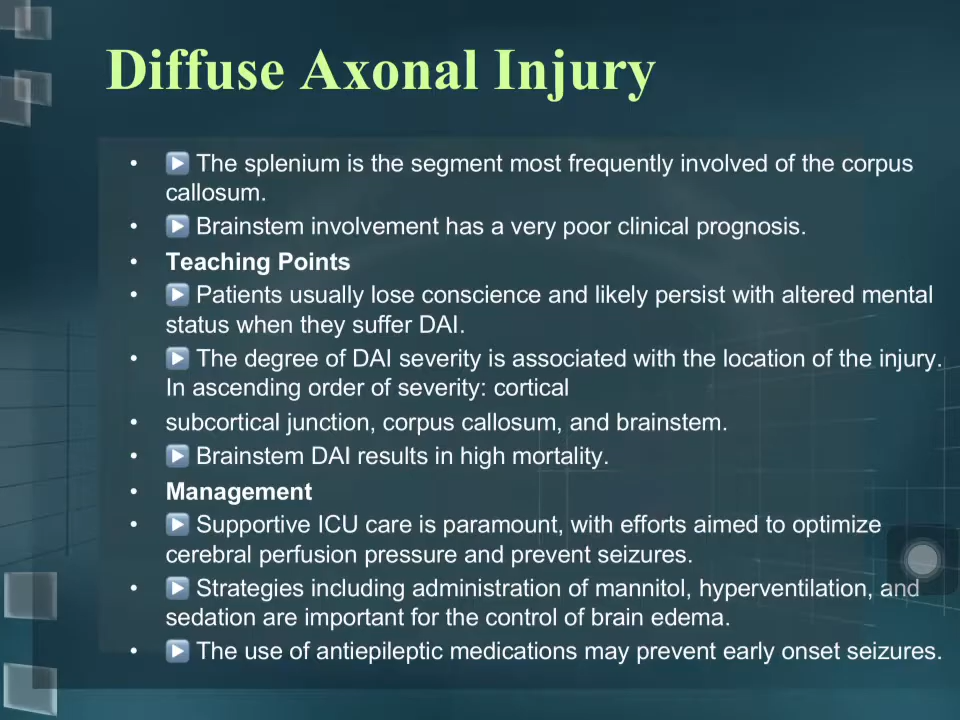 Diffuse Axonal Injury
• ▶ The splenium is the segment most frequently involved of the corpus
callosum.
• ▶ Brainstem involvement has a very poor clinical prognosis.
• Teaching Points
• ▶ Patients usually lose conscience and likely persist with altered mental
status when they suffer DAI.
• ▶ The degree of DAI severity is associated with the location of the injury.
In ascending order of severity: cortical
• subcortical junction, corpus callosum, and brainstem.
• ▶ Brainstem DAI results in high mortality.
• Management
• ▶ Supportive ICU care is paramount, with efforts aimed to optimize
cerebral perfusion pressure and prevent seizures.
• ▶ Strategies including administration of mannitol, hyperventilation, and
sedation are important for the control of brain edema.
• ▶ The use of antiepileptic medications may prevent early onset seizures.